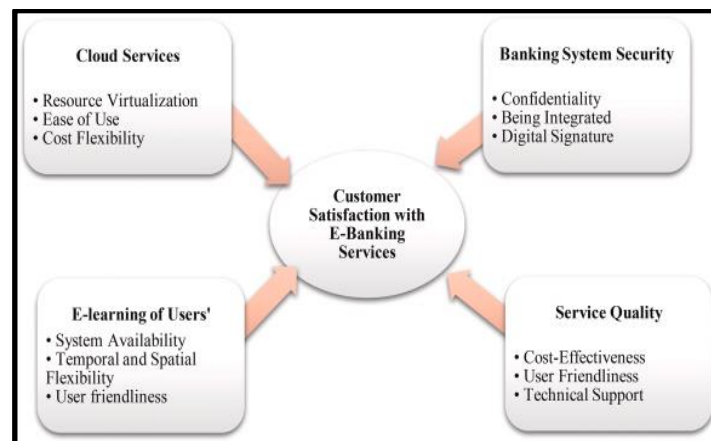 Cloud Services
• Resource Virtualization
• Ease of Use
• Cost Flexibility
Banking System Security
• Confidentiality
• Being Integrated
• Digital Signature
Customer
Satisfaction with
E-Banking
Services
E-learning of Users'
• System Availability
• Temporal and Spatial
Flexibility
• User friendliness
Service Quality
• Cost-Effectiveness
• User Friendliness
• Technical Support